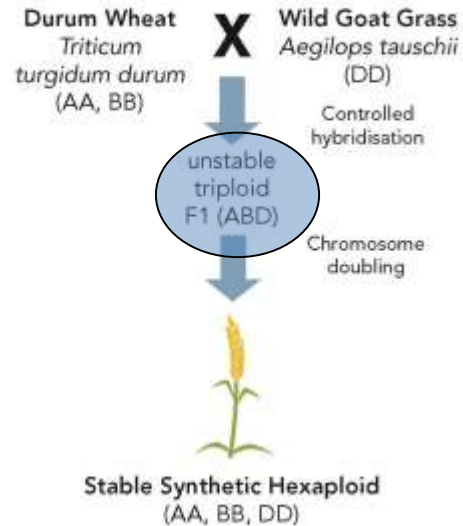 Durum Wheat
Triticum
turgidum durum
(AA, BB)
X
Wild Goat Grass
Aegilops tauschii
(DD)
Controlled
hybridisation
unstable
triploid
F1 (ABD)
Chromosome
doubling
Stable Synthetic Hexaploid
(AA, BB, DD)